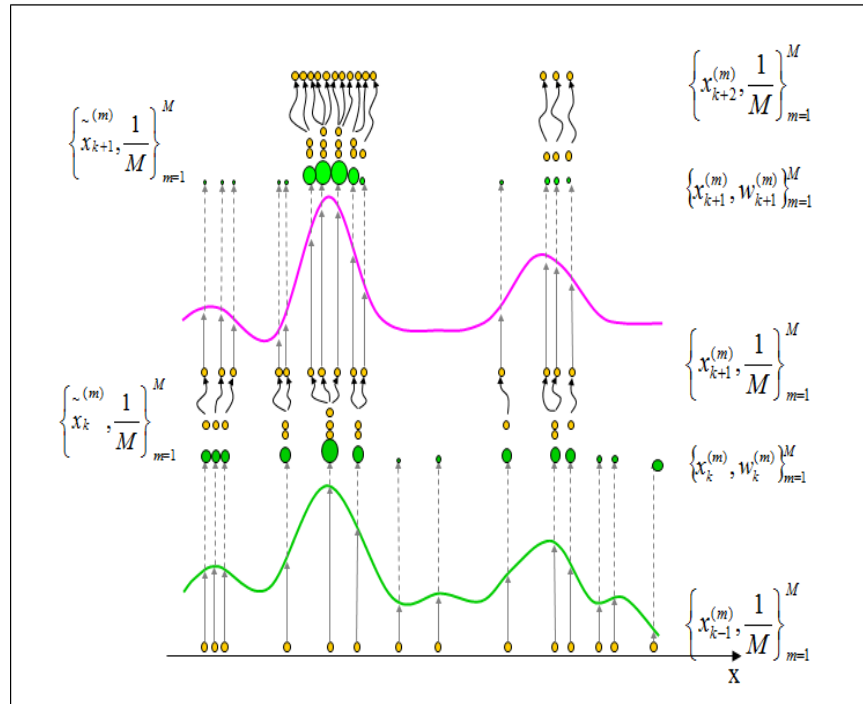 {x_{k+2}^{(m)}, 1/M}_{m=1}^{M}
{x̃_{k+1}^{(m)}, 1/M}_{m=1}^{M}
{x_{k+1}^{(m)}, w_{k+1}^{(m)}}_{m=1}^{M}
{x_{k+1}^{(m)}, 1/M}_{m=1}^{M}
{x̃_{k}^{(m)}, 1/M}_{m=1}^{M}
{x_{k}^{(m)}, w_{k}^{(m)}}_{m=1}^{M}
{x_{k-1}^{(m)}, 1/M}_{m=1}^{M}
x